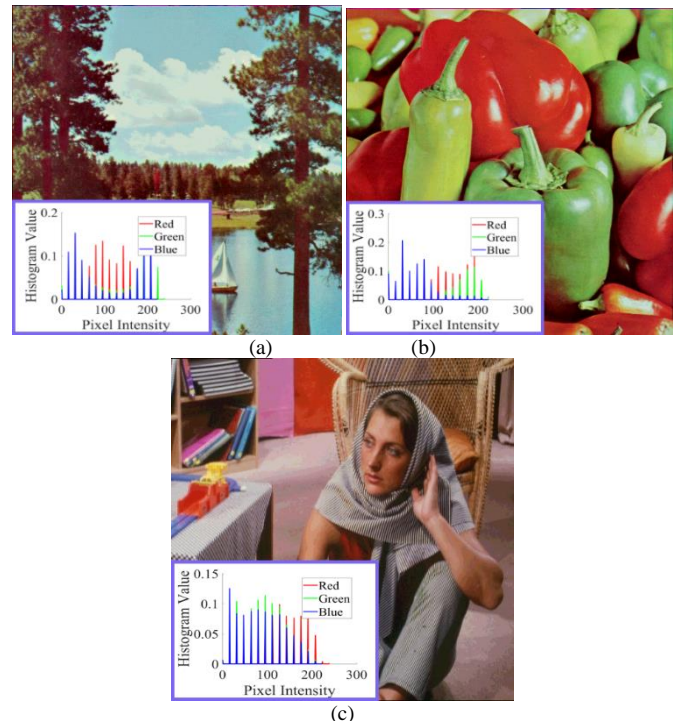 0.2
0.1
0
Histogram Value
Red
Green
Blue
0 100 200 300
Pixel Intensity
(a)
0.3
0.2
0.1
0
Histogram Value
Red
Green
Blue
0 100 200 300
Pixel Intensity
(b)
0.15
0.1
0.05
0
Histogram Value
Red
Green
Blue
0 100 200 300
Pixel Intensity
(c)